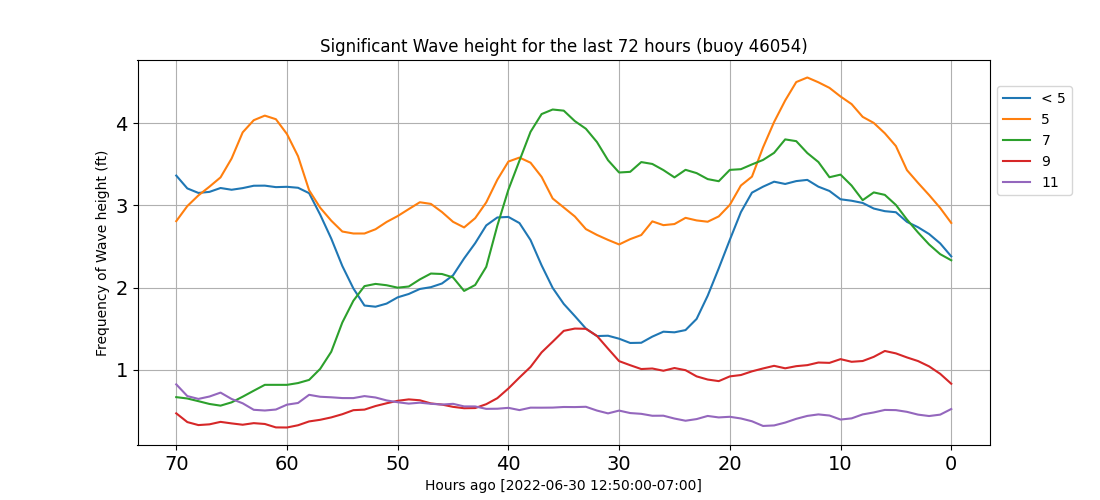 Significant Wave height for the last 72 hours (buoy 46054)
Frequency of Wave height (ft)
4
3
2
1
70 60 50 40 30 20 10 0
Hours ago [2022-06-30 12:50:00-07:00]
< 5
5
7
9
11